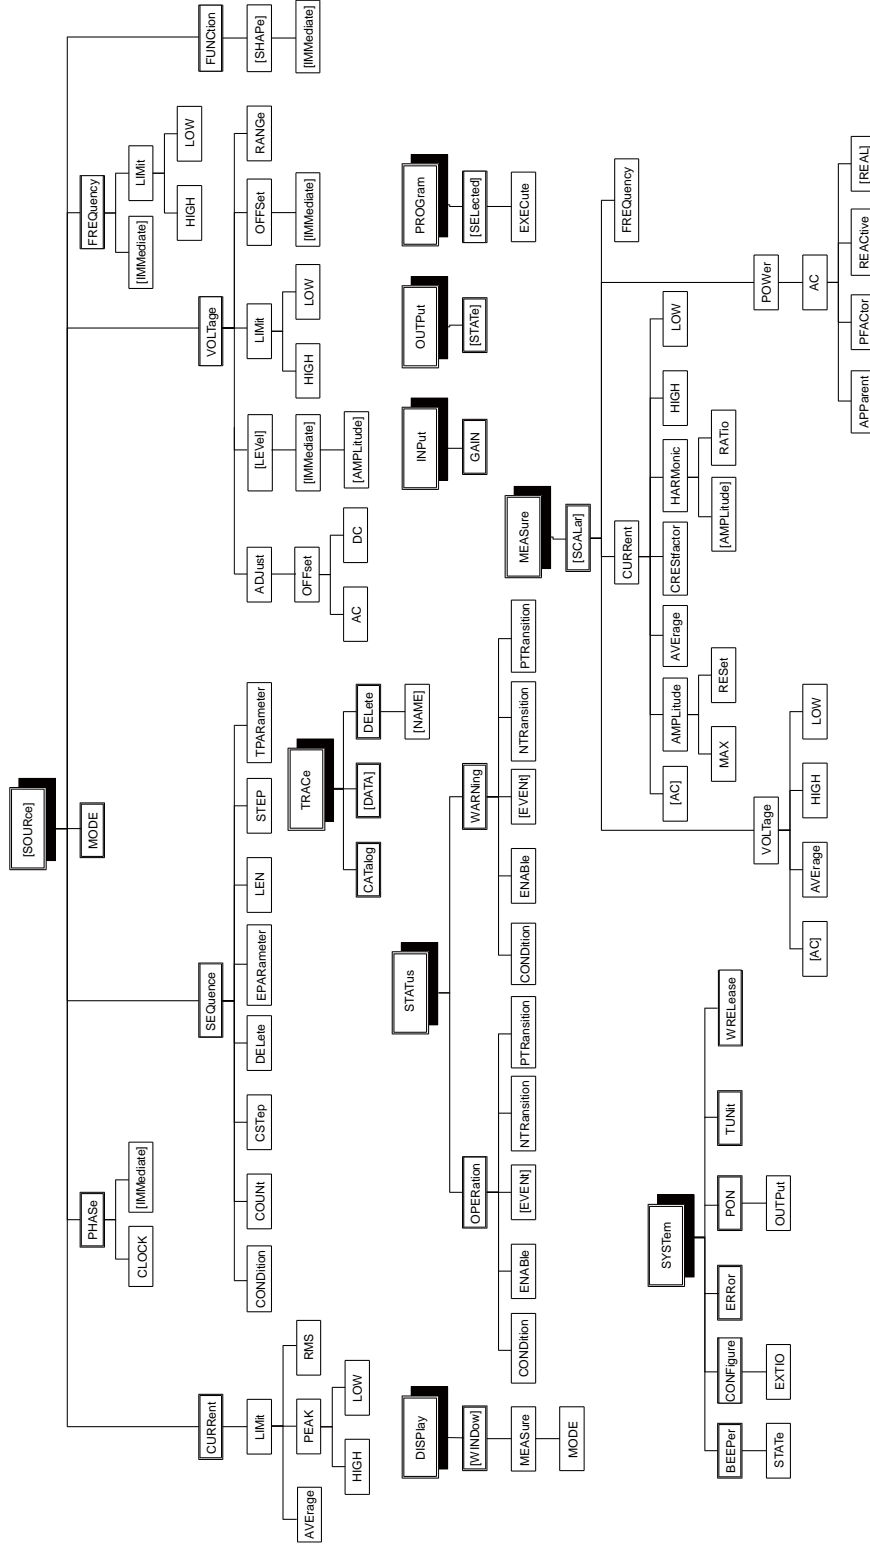 [SOURce]
MODE
CURRent
LIMit
AVErage
PEAK
RMS
HIGH
LOW
PHASe
CLOCK
[IMMediate]
SEQuence
CONDition
COUNt
CSTep
DELete
EPARameter
LEN
STEP
TPARameter
VOLTage
ADJust
OFFset
AC
DC
[LEVel]
[IMMediate]
[AMPLitude]
LIMit
HIGH
LOW
OFFSet
[IMMediate]
RANGe
FREQuency
[IMMediate]
LIMit
HIGH
LOW
FUNCtion
[SHAPe]
[IMMediate]
TRACe
CATalog
[DATA]
DELete
[NAME]
DISPlay
[WINDow]
MEASure
MODE
STATus
OPERation
CONDition
ENABle
[EVENt]
NTRansition
PTRansition
WARNing
CONDition
ENABle
[EVENt]
NTRansition
PTRansition
INPut
GAIN
OUTPut
[STATe]
PROGram
[SELected]
EXECute
MEASure
[SCALar]
VOLTage
[AC]
AVErage
HIGH
LOW
CURRent
[AC]
AMPLitude
MAX
RESet
AVErage
CREStfactor
HARMonic
[AMPLitude]
RATio
HIGH
LOW
POWer
AC
APParent
PFACtor
REACtive
[REAL]
FREQuency
SYSTem
BEEPer
STATe
CONFigure
EXTIO
ERRor
PON
OUTPut
TUNit
WRELease